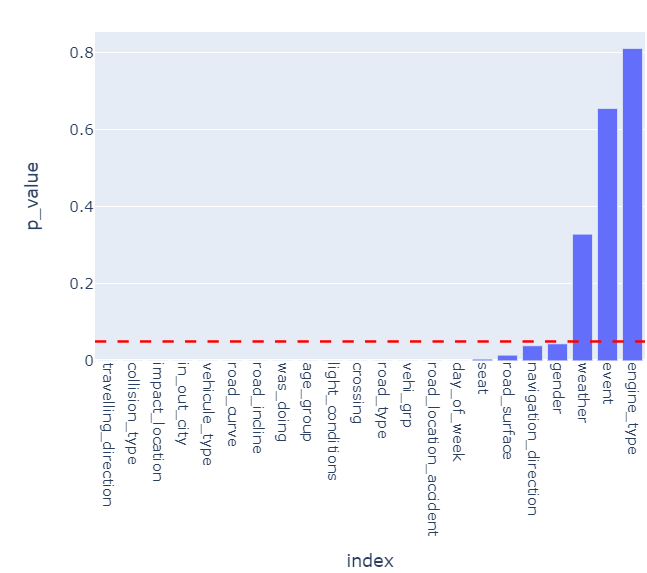 0.8
0.6
0.4
0.2
0
p_value
travelling_direction
collision_type
impact_location
in_out_city
vehicule_type
road_curve
road_incline
was_doing
age_group
light_conditions
crossing
road_type
vehi_grp
road_location_accident
day_of_week
seat
road_surface
navigation_direction
gender
weather
event
engine_type
index